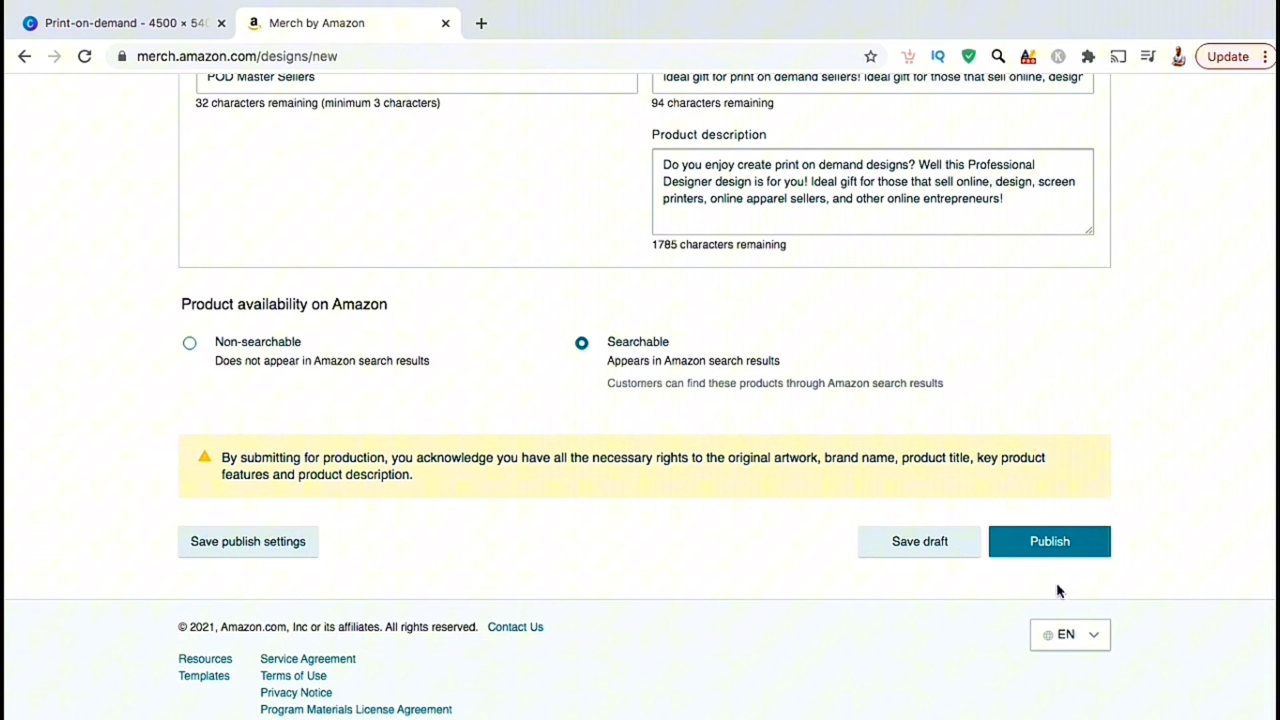 Print-on-demand - 4500 × 540
Merch by Amazon
merch.amazon.com/designs/new
IQ
K
Update
POD Master Sellers
Ideal gift for print on demand sellers! Ideal gift for those that sell online, design
32 characters remaining (minimum 3 characters)
94 characters remaining
Product description
Do you enjoy create print on demand designs? Well this Professional
Designer design is for you! Ideal gift for those that sell online, design, screen
printers, online apparel sellers, and other online entrepreneurs!
1785 characters remaining
Product availability on Amazon
Non-searchable
Does not appear in Amazon search results
Searchable
Appears in Amazon search results
Customers can find these products through Amazon search results
By submitting for production, you acknowledge you have all the necessary rights to the original artwork, brand name, product title, key product
features and product description.
Save publish settings
Save draft
Publish
© 2021, Amazon.com, Inc or its affiliates. All rights reserved.
Contact Us
EN
Resources
Service Agreement
Templates
Terms of Use
Privacy Notice
Program Materials License Agreement